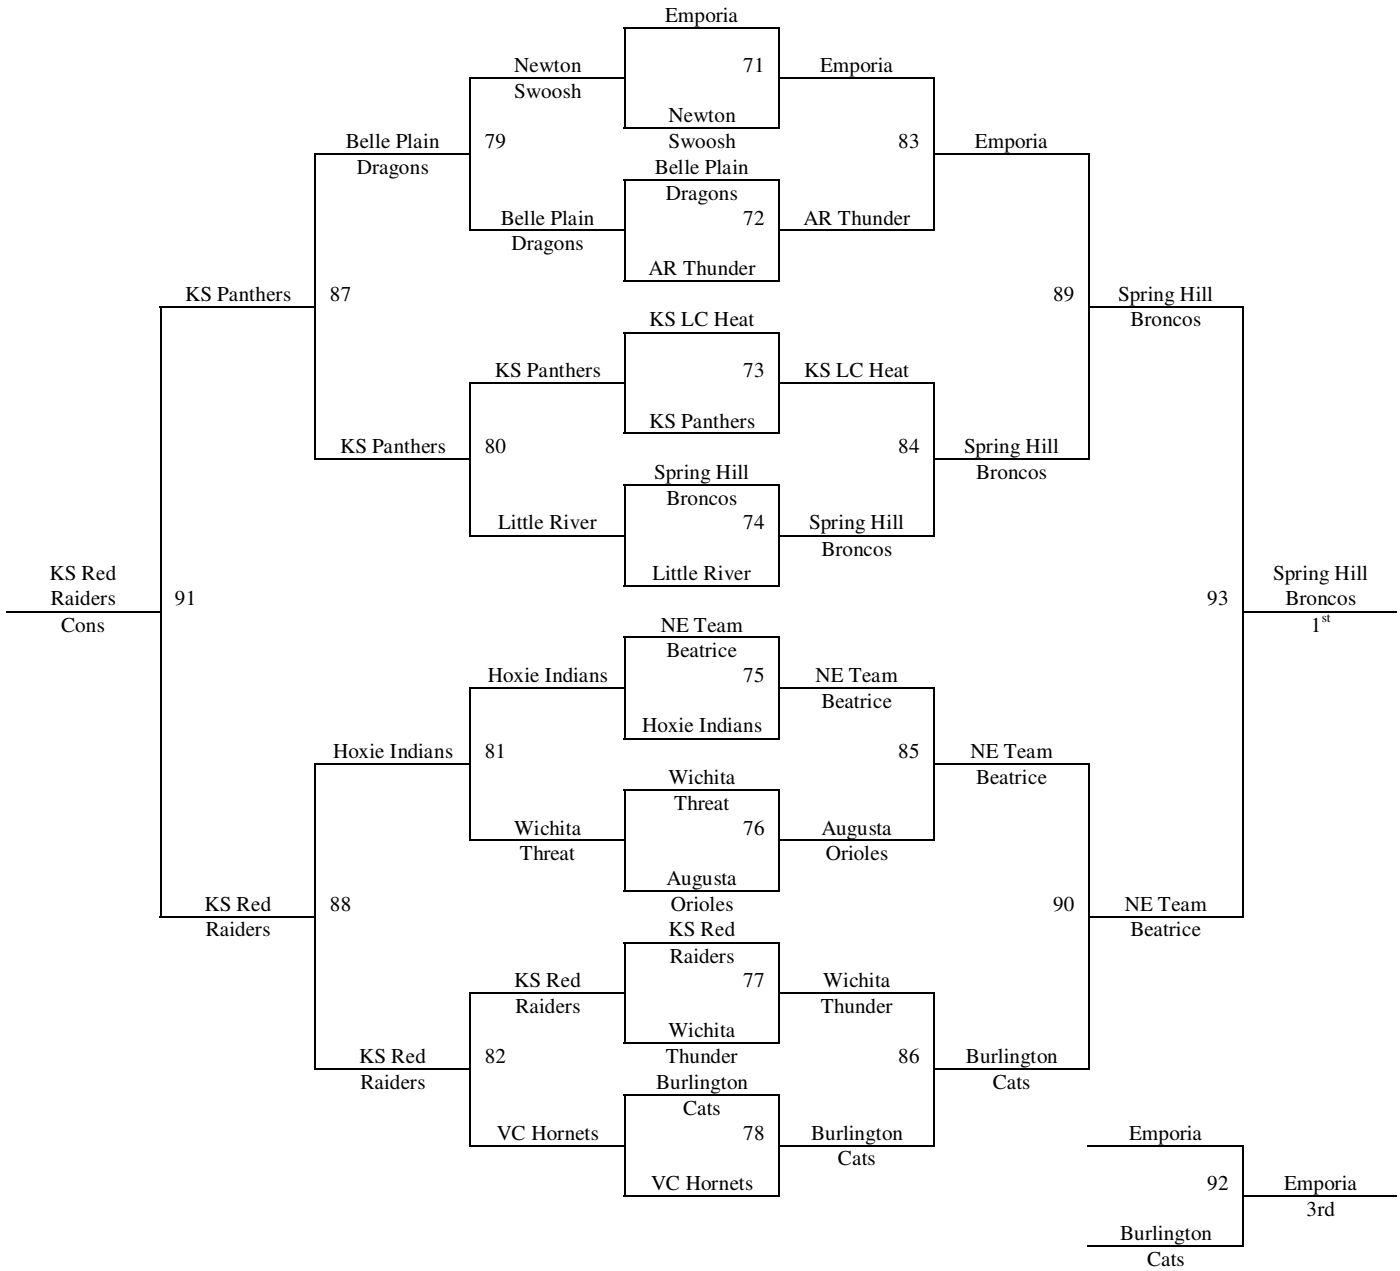 Emporia
Newton
Swoosh
71
Emporia
Newton
Swoosh
Belle Plain
Dragons
79
83
Emporia
Belle Plain
Dragons
Belle Plain
Dragons
72
AR Thunder
AR Thunder
KS Panthers
87
89
Spring Hill
Broncos
KS LC Heat
KS Panthers
73
KS LC Heat
KS Panthers
KS Panthers
80
84
Spring Hill
Broncos
Spring Hill
Broncos
Little River
74
Spring Hill
Broncos
Little River
KS Red
Raiders
Cons
91
93
Spring Hill
Broncos
1st
NE Team
Beatrice
Hoxie Indians
75
NE Team
Beatrice
Hoxie Indians
Hoxie Indians
81
85
NE Team
Beatrice
Wichita
Threat
Wichita
Threat
76
Augusta
Orioles
Augusta
Orioles
KS Red
Raiders
88
90
NE Team
Beatrice
KS Red
Raiders
KS Red
Raiders
77
Wichita
Thunder
Wichita
Thunder
KS Red
Raiders
82
86
Burlington
Cats
Burlington
Cats
VC Hornets
78
Burlington
Cats
VC Hornets
Emporia
92
Emporia
3rd
Burlington
Cats